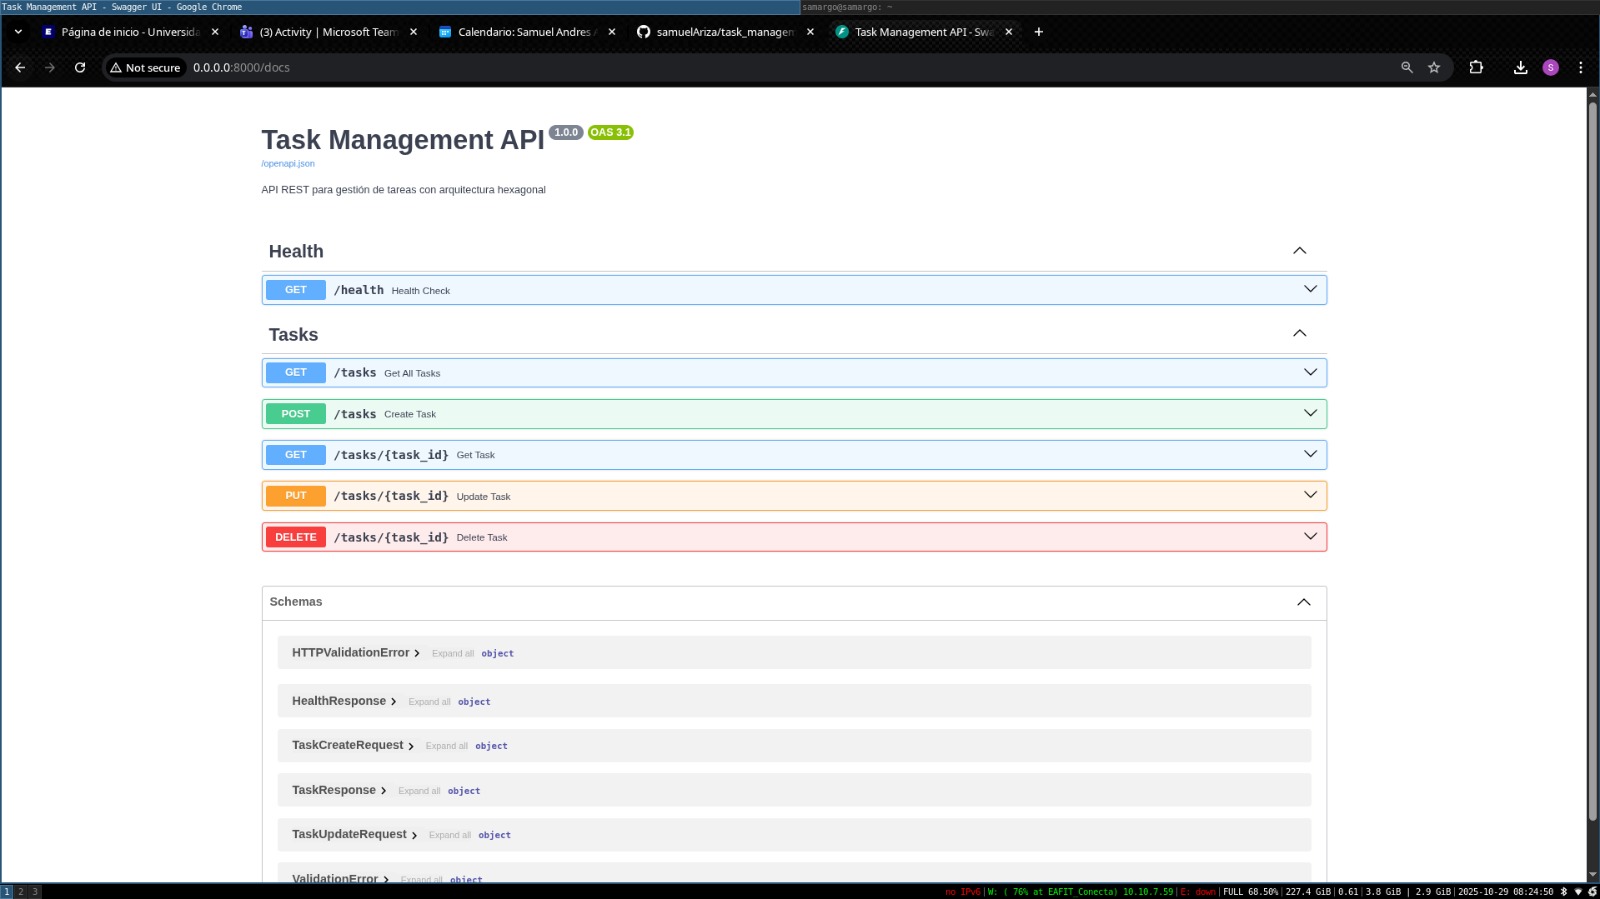 Task Management API - Swagger UI - Google Chrome
samargo@samargo: ~
Página de inicio - Universida
(3) Activity | Microsoft Team
Calendario: Samuel Andres
samuelAriza/task_managem
Task Management API - Swa
Not secure
0.0.0.0:8000/docs
S
Task Management API 1.0.0 OAS 3.1
/openapi.json
API REST para gestión de tareas con arquitectura hexagonal
Health
GET /health Health Check
Tasks
GET /tasks Get All Tasks
POST /tasks Create Task
GET /tasks/{task_id} Get Task
PUT /tasks/{task_id} Update Task
DELETE /tasks/{task_id} Delete Task
Schemas
HTTPValidationError Expand all object
HealthResponse Expand all object
TaskCreateRequest Expand all object
TaskResponse Expand all object
TaskUpdateRequest Expand all object
ValidationError Expand all object
1 2 3
no IPv6|W: ( 76% at EAFIT_Conecta) 10.10.7.59|E: down|FULL 68.50%|227.4 GiB|0.61|3.8 GiB | 2.9 GiB|2025-10-29 08:24:50